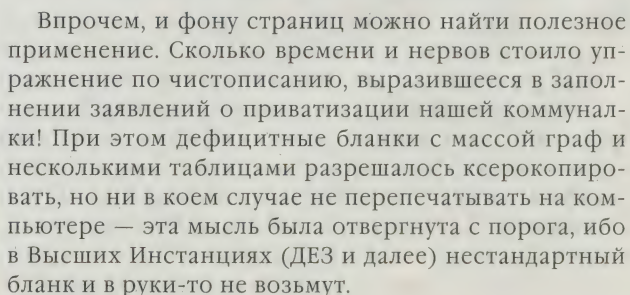 Впрочем, и фону страниц можно найти полезное
применение. Сколько времени и нервов стоило уп-
ражнение по чистописанию, выразившееся в запол-
нении заявлений о приватизации нашей коммунал-
ки! При этом дефицитные бланки с массой граф и
несколькими таблицами разрешалось ксерокопиро-
вать, но ни в коем случае не перепечатывать на ком-
пьютере — эта мысль была отвергнута с порога, ибо
в Высших Инстанциях (ДЕЗ и далее) нестандартный
бланк и в руки-то не возьмут.